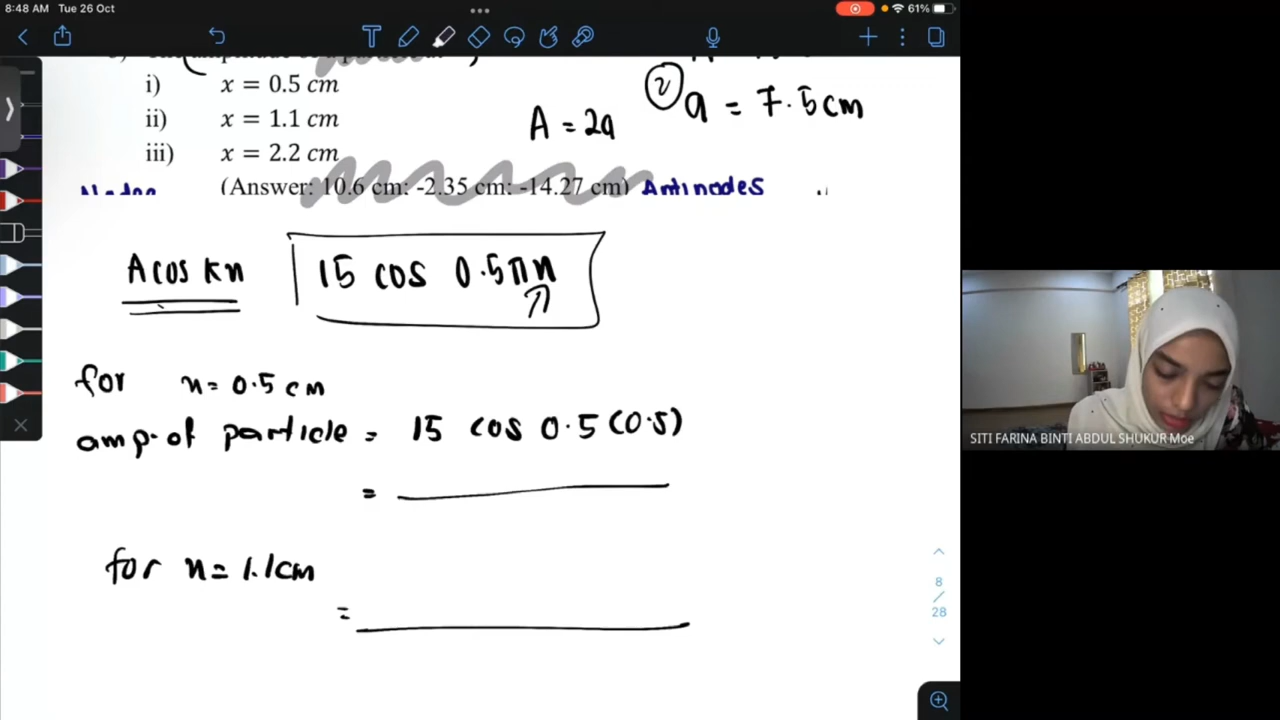 8:48 AM Tue 26 Oct
61%
i) x = 0.5 cm
ii) x = 1.1 cm
iii) x = 2.2 cm
A = 2a
a = 7.5cm
(Answer: 10.6 cm: -2.35 cm: -14.27 cm) Antinodes
A cos kx
15 cos 0.5πx
for x = 0.5 cm
amp. of particle = 15 cos 0.5 (0.5)
=
for x = 1.1cm
=
8
/
28
SITI FARINA BINTI ABDUL SHUKUR Moe